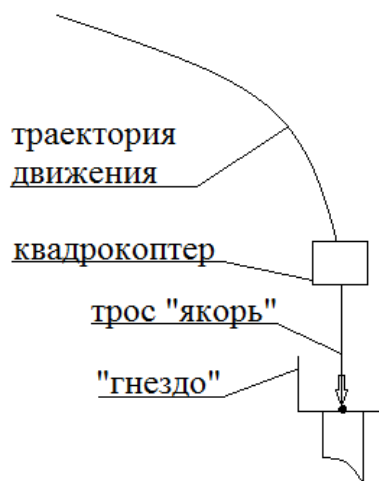 траектория
движения
квадрокоптер
трос "якорь"
"гнездо"